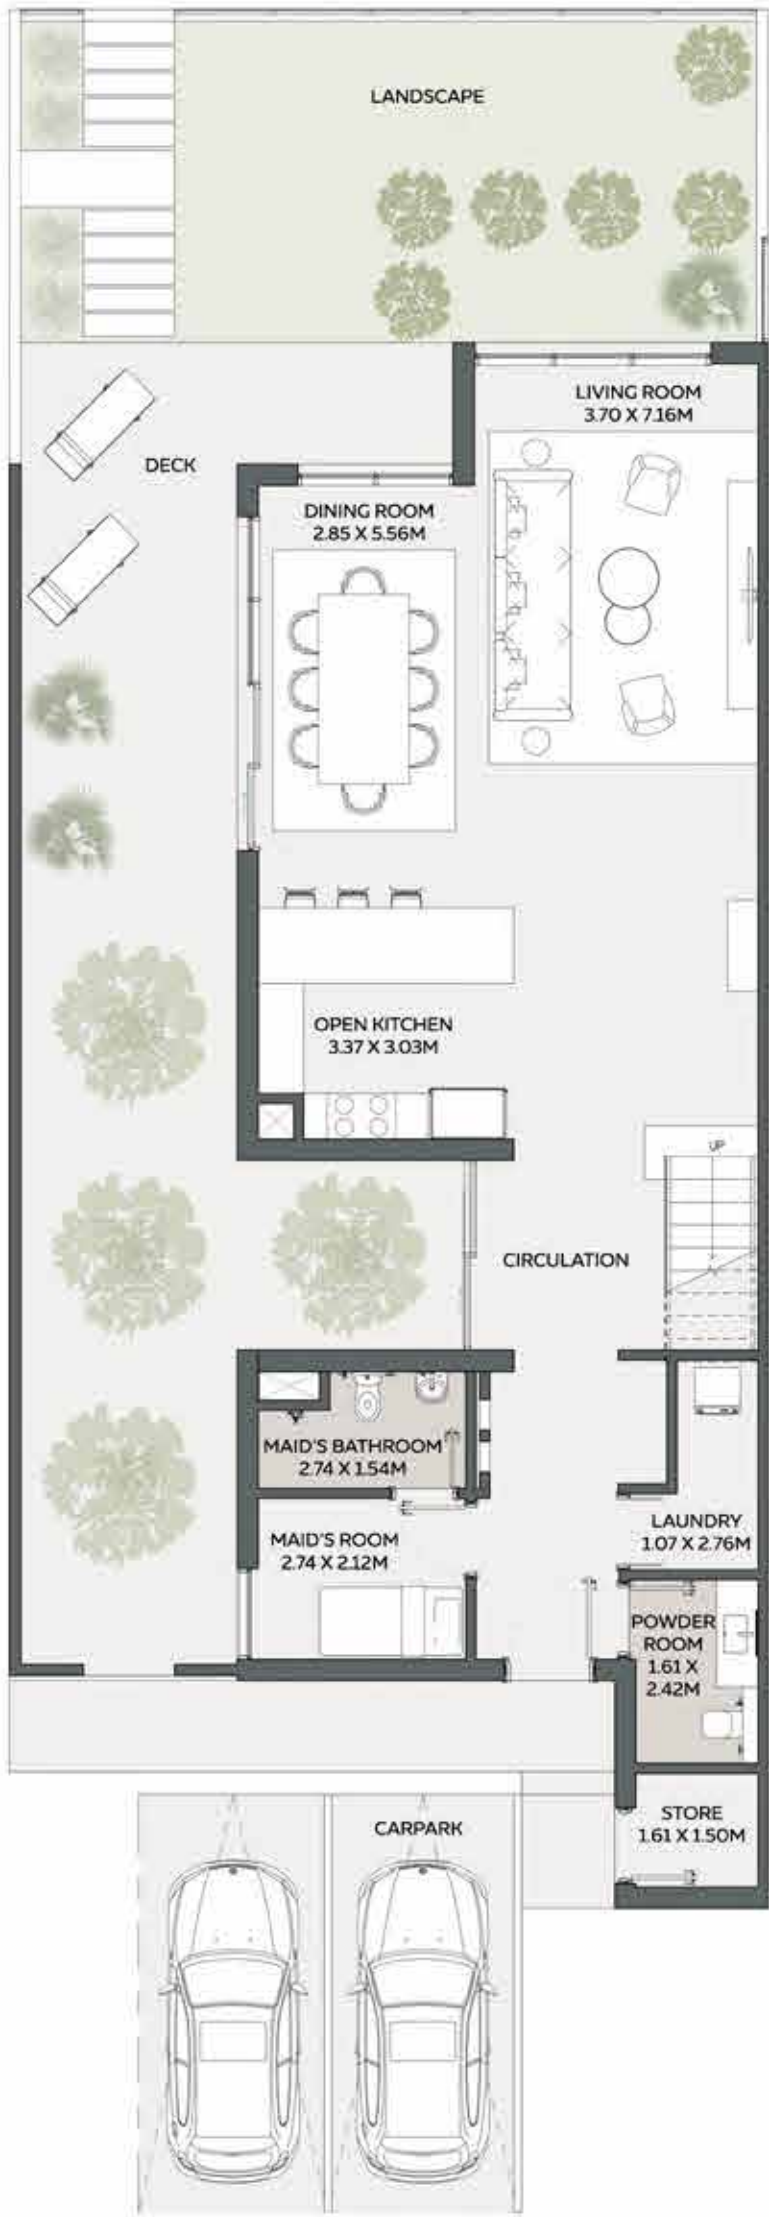 LANDSCAPE
LIVING ROOM
3.70 X 7.16M
DECK
DINING ROOM
2.85 X 5.56M
OPEN KITCHEN
3.37 X 3.03M
UP
CIRCULATION
MAID'S BATHROOM
2.74 X 1.54M
MAID'S ROOM
2.74 X 2.12M
LAUNDRY
1.07 X 2.76M
POWDER
ROOM
1.61 X
2.42M
STORE
1.61 X 1.50M
CARPARK